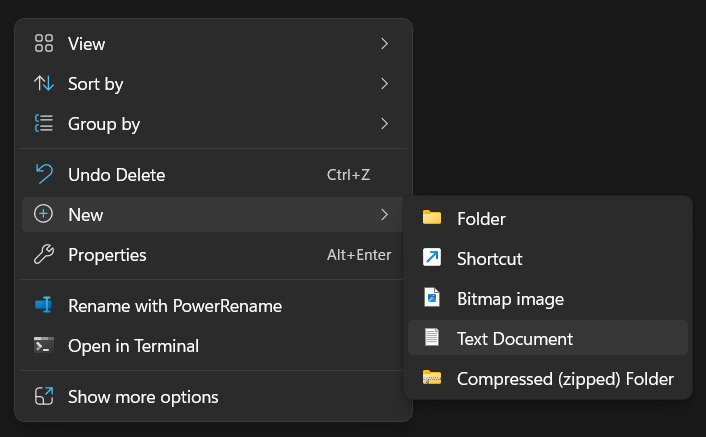 View
Sort by
Group by
Undo Delete Ctrl+Z
New
Properties Alt+Enter
Rename with PowerRename
Open in Terminal
Show more options
Folder
Shortcut
Bitmap image
Text Document
Compressed (zipped) Folder